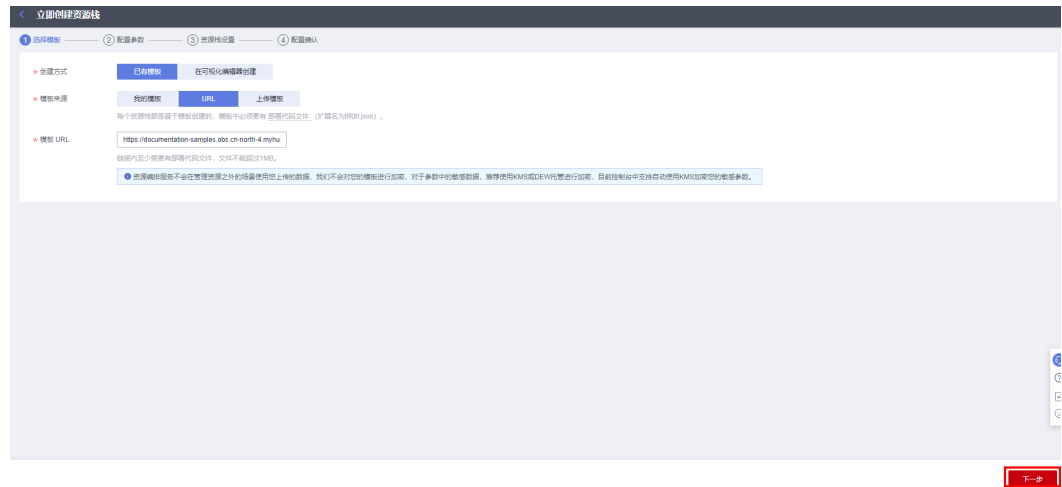 立即创建资源栈
1 选择模板 2 配置参数 3 资源栈设置 4 配置确认
★ 创建方式 已有模板 在可视化编辑器创建
★ 模板来源 我的模板 URL 上传模板
每个资源栈都是基于模板创建的，模板中必须要有 部署代码文件（扩展名为tf和tf.json）。
★ 模板 URL https://documentation-samples.obs.cn-north-4.myhu
链接内至少需要有部署代码文件，文件不能超过1MB。
资源编排服务不会在管理资源之外的场景使用您上传的数据，我们不会对您的模板进行加密，对于参数中的敏感数据，推荐使用KMS或DEW托管进行加密，目前控制台中支持自动使用KMS加密您的敏感参数。
下一步